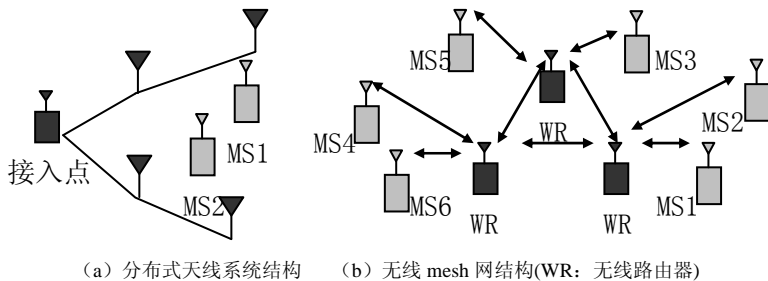 MS5
MS3
WR
MS1
MS2
MS4
接入点
MS2
MS6
WR
WR
MS1
（a）分布式天线系统结构
（b）无线 mesh 网结构(WR：无线路由器)